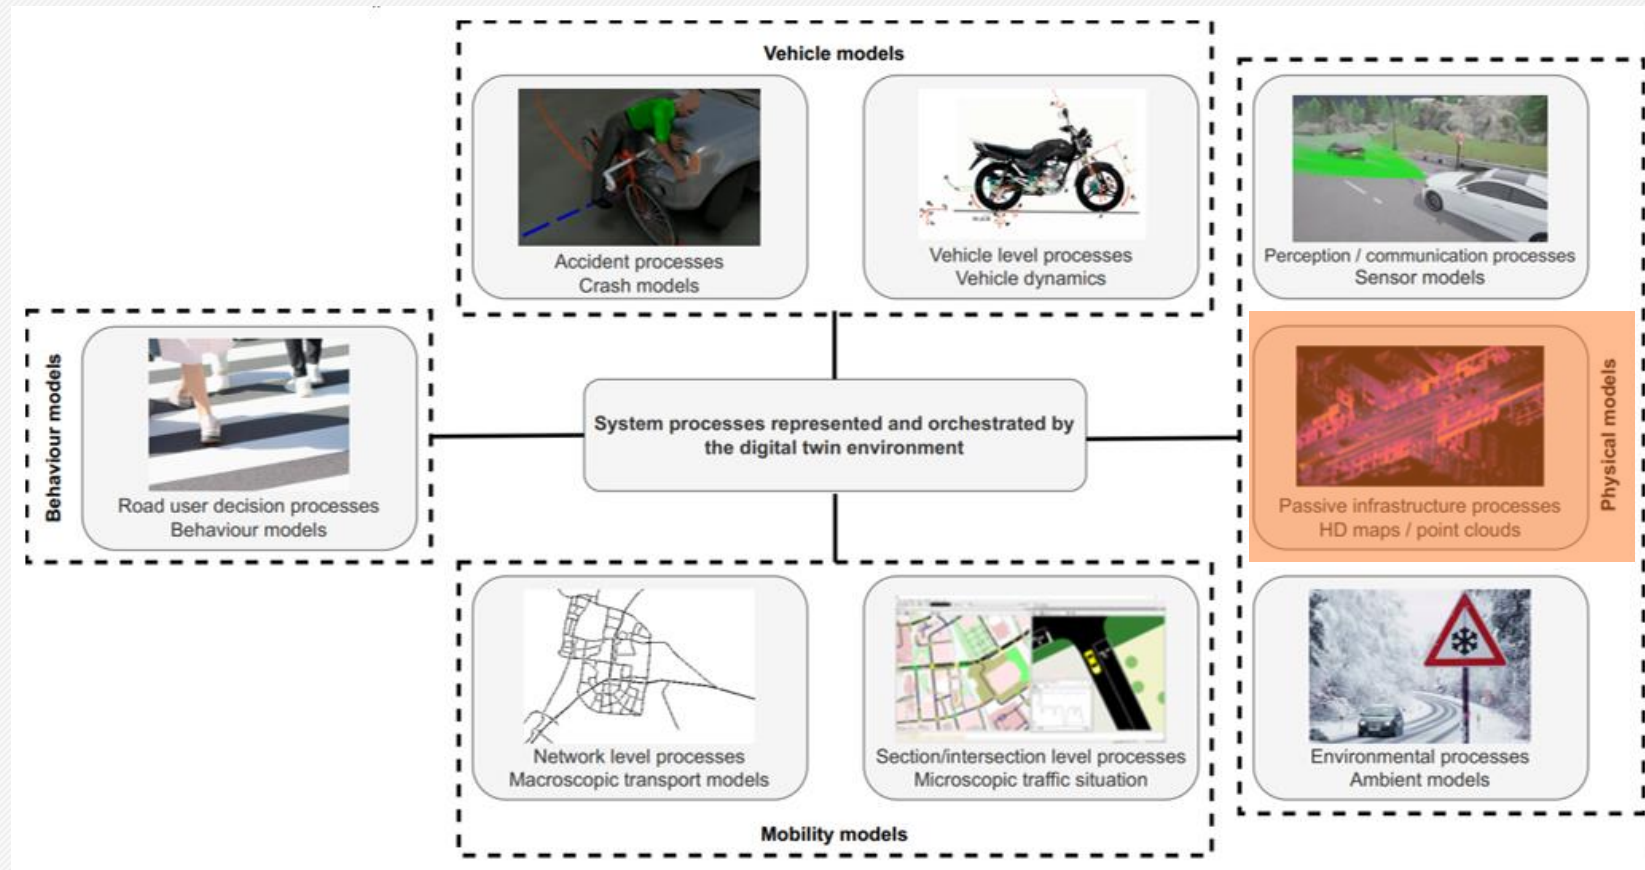 Vehicle models
Accident processes
Crash models
Vehicle level processes
Vehicle dynamics
Perception / communication processes
Sensor models
Behaviour models
Road user decision processes
Behaviour models
System processes represented and orchestrated by
the digital twin environment
Passive infrastructure processes
HD maps / point clouds
Physical models
Network level processes
Macroscopic transport models
Section/intersection level processes
Microscopic traffic situation
Environmental processes
Ambient models
Mobility models